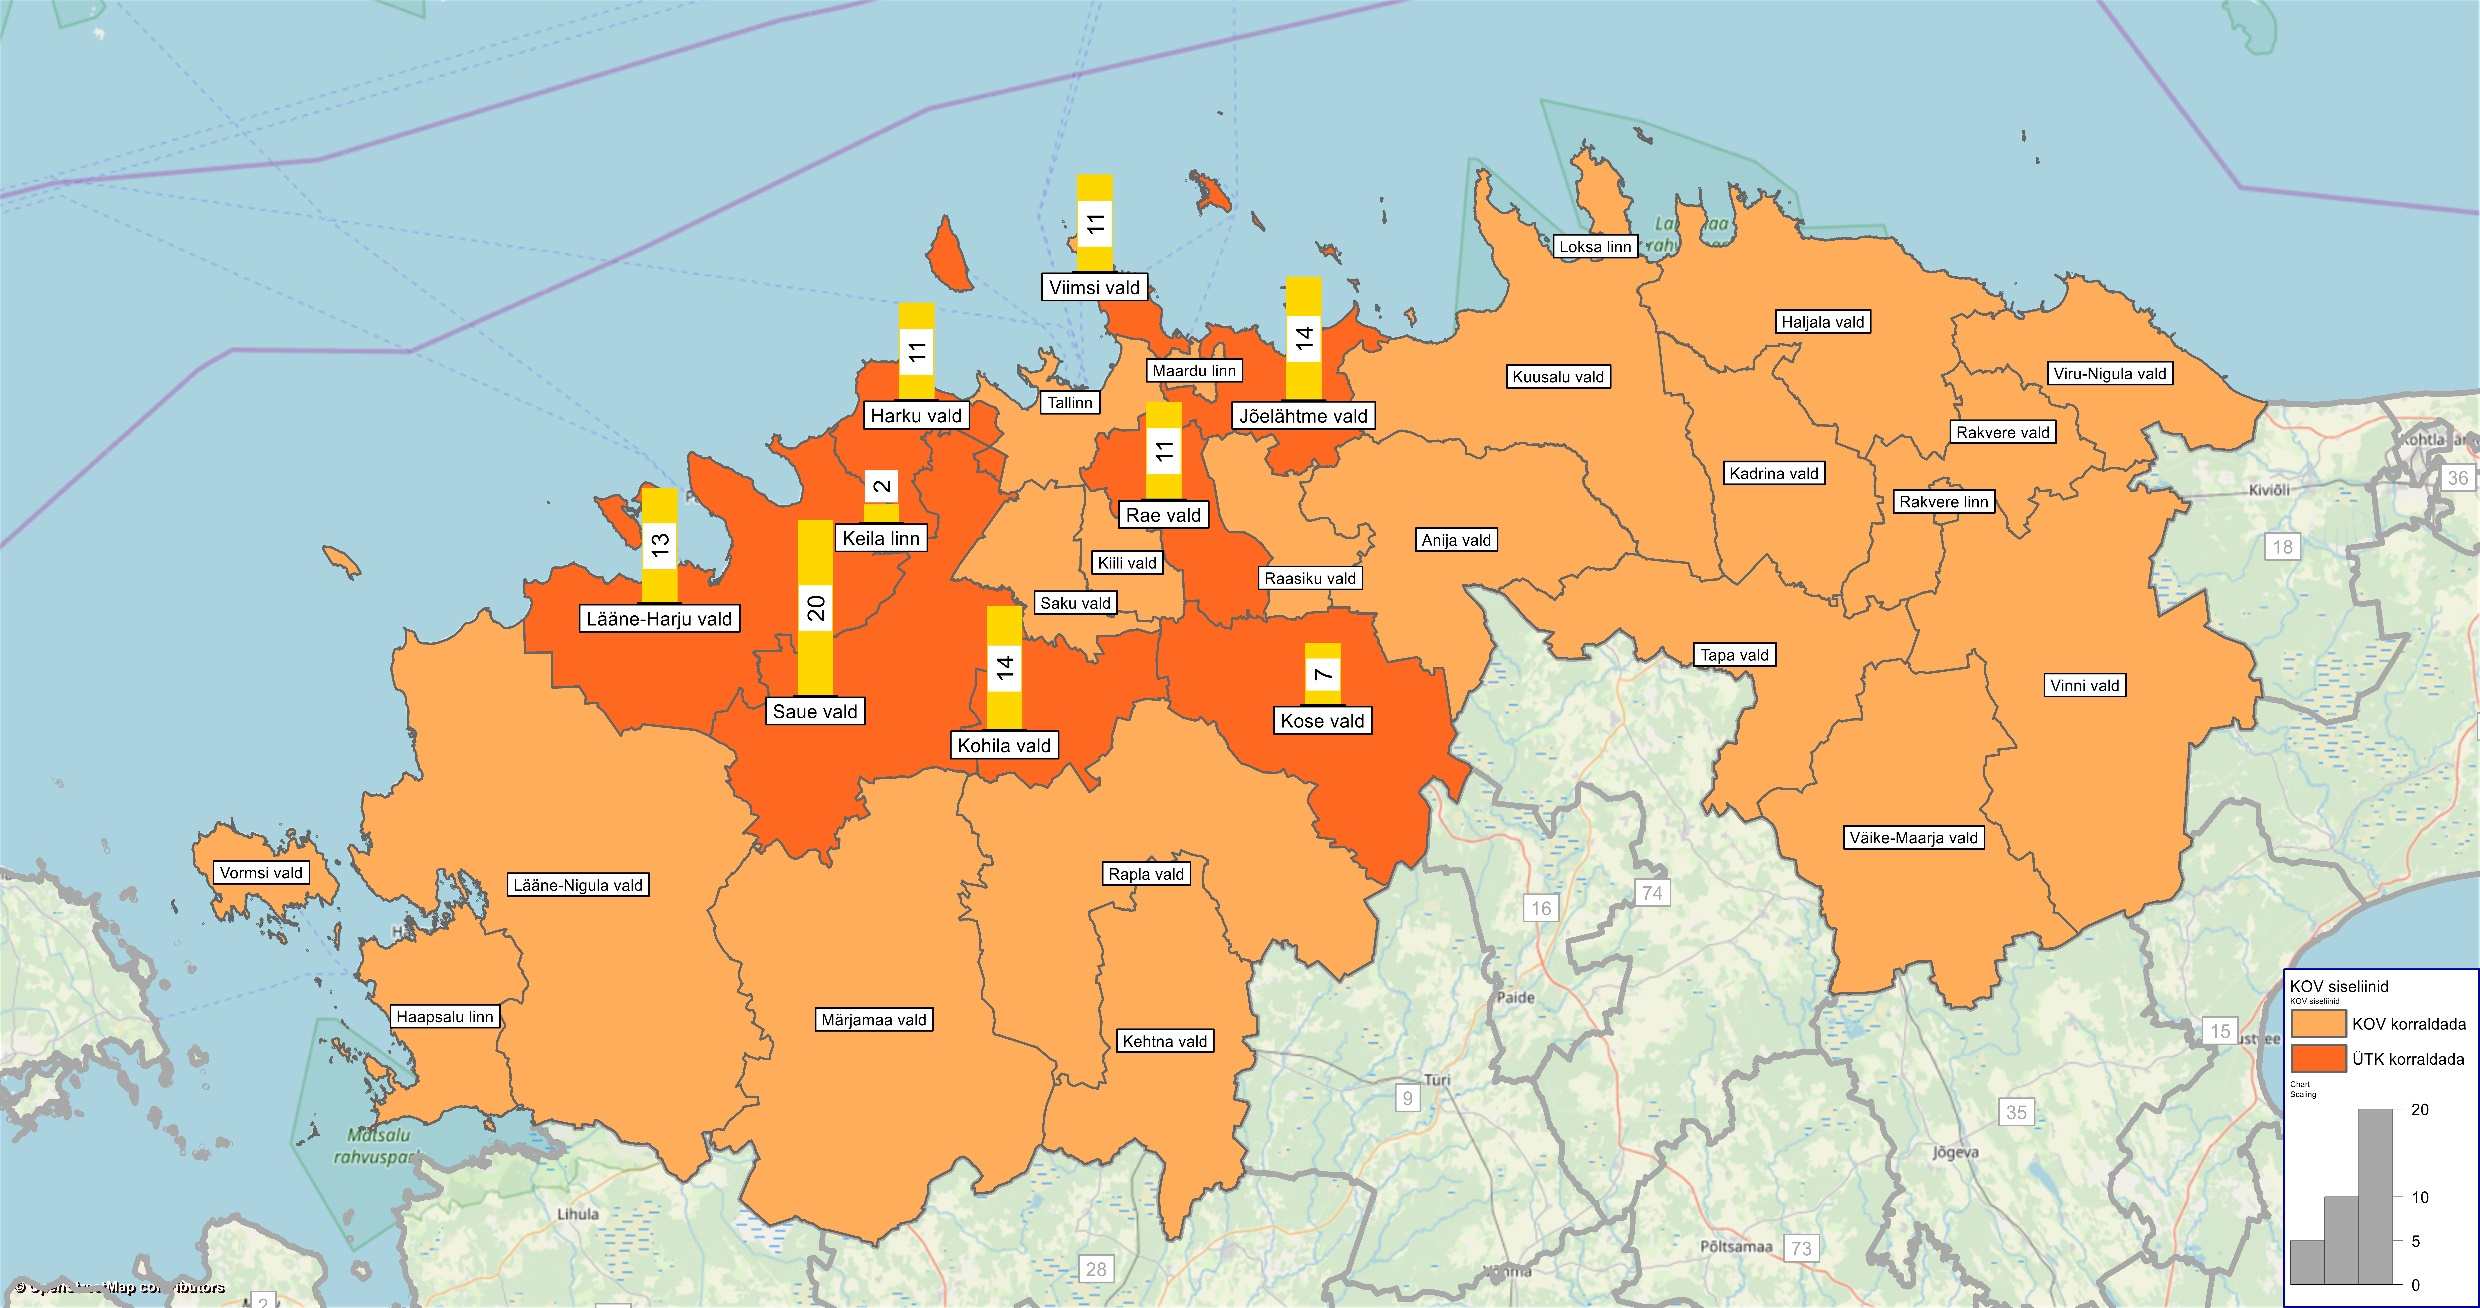 11
Viimsi vald
Loksa linn
14
Jõelähtme vald
11
Harku vald
Maardu linn
Tallinn
Haljala vald
Kuusalu vald
Viru-Nigula vald
Rakvere vald
Kadrina vald
Rakvere linn
11
Rae vald
2
Keila linn
13
Lääne-Harju vald
20
Saue vald
Kiili vald
Saku vald
Raasiku vald
Anija vald
14
Kohila vald
7
Kose vald
Tapa vald
Vinni vald
Väike-Maarja vald
Vormsi vald
Lääne-Nigula vald
Rapla vald
Haapsalu linn
Märjamaa vald
Kehtna vald
Kiviõli
36
18
16
74
Paide
Türi
9
15
35
Jõgeva
Põltsamaa
73
28
2
Lihula
Matsalu
rahvuspark
KOV siseliinid
KOV siseliinid
KOV korraldada
ÜTK korraldada
Chart
Scaling
20
10
5
0